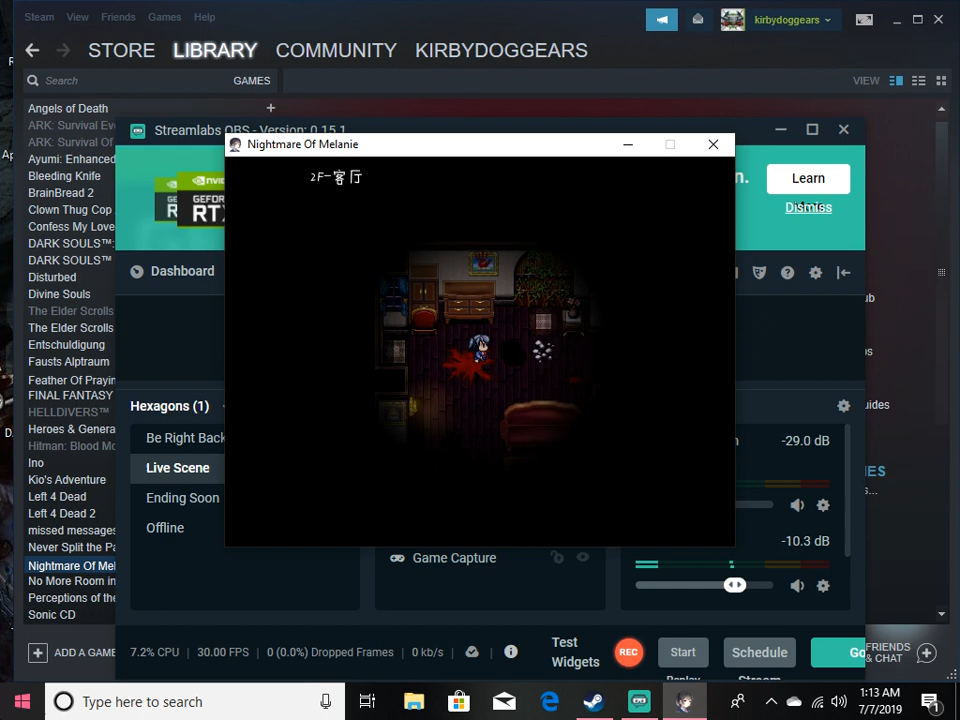 Steam View Friends Games Help
kirbydoggears
STORE LIBRARY COMMUNITY KIRBYDOGGEARS
Search
GAMES
VIEW
Angels of Death
ARK: Survival Ev
ARK: Survival Of
Ayumi: Enhanced
Bleeding Knife
BrainBread 2
Clown Thug Cop
Confess My Love
DARK SOULS™:
DARK SOULS™
Disturbed
Divine Souls
The Elder Scrolls
The Elder Scrolls
Entschuldigung
Fausts Alptraum
Feather Of Prayin
FINAL FANTASY
HELLDIVERS™
Heroes & Genera
Hitman: Blood Mo
Ino
Kio's Adventure
Left 4 Dead
Left 4 Dead 2
missed messages
Never Split the Pa
Nightmare Of Mel
No More Room in
Perceptions of the
Sonic CD
ADD A GAME
Streamlabs OBS - Version: 0.15.1
Learn
Dismiss
Dashboard
Hexagons (1)
Be Right Back
Live Scene
Ending Soon
Offline
Nightmare Of Melanie
2F-客厅
Game Capture
-29.0 dB
-10.3 dB
7.2% CPU
30.00 FPS
0 (0.0%) Dropped Frames
0 kb/s
Test
Widgets
REC
Start
Replay
Schedule
Stream
Go
FRIENDS
& CHAT
Type here to search
1:13 AM
7/7/2019
1